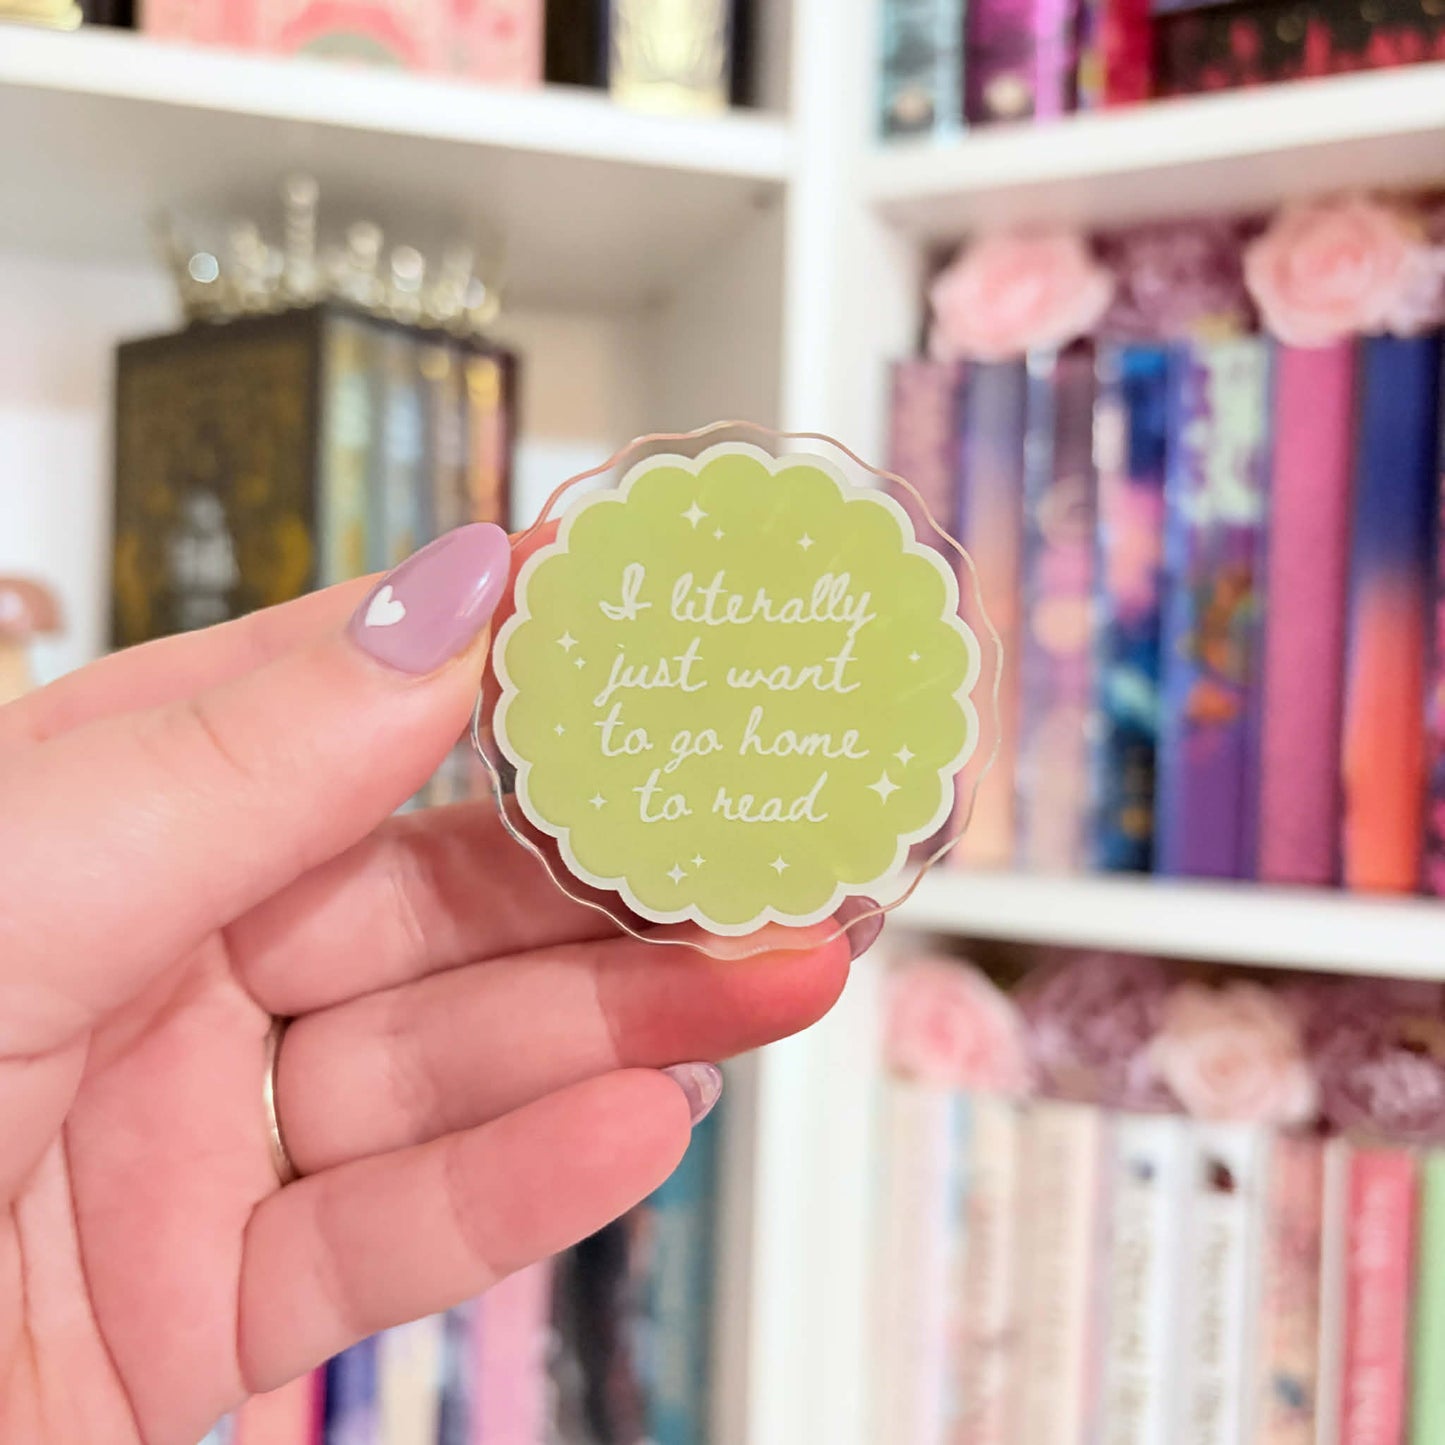 I literally
just want
to go home
to read